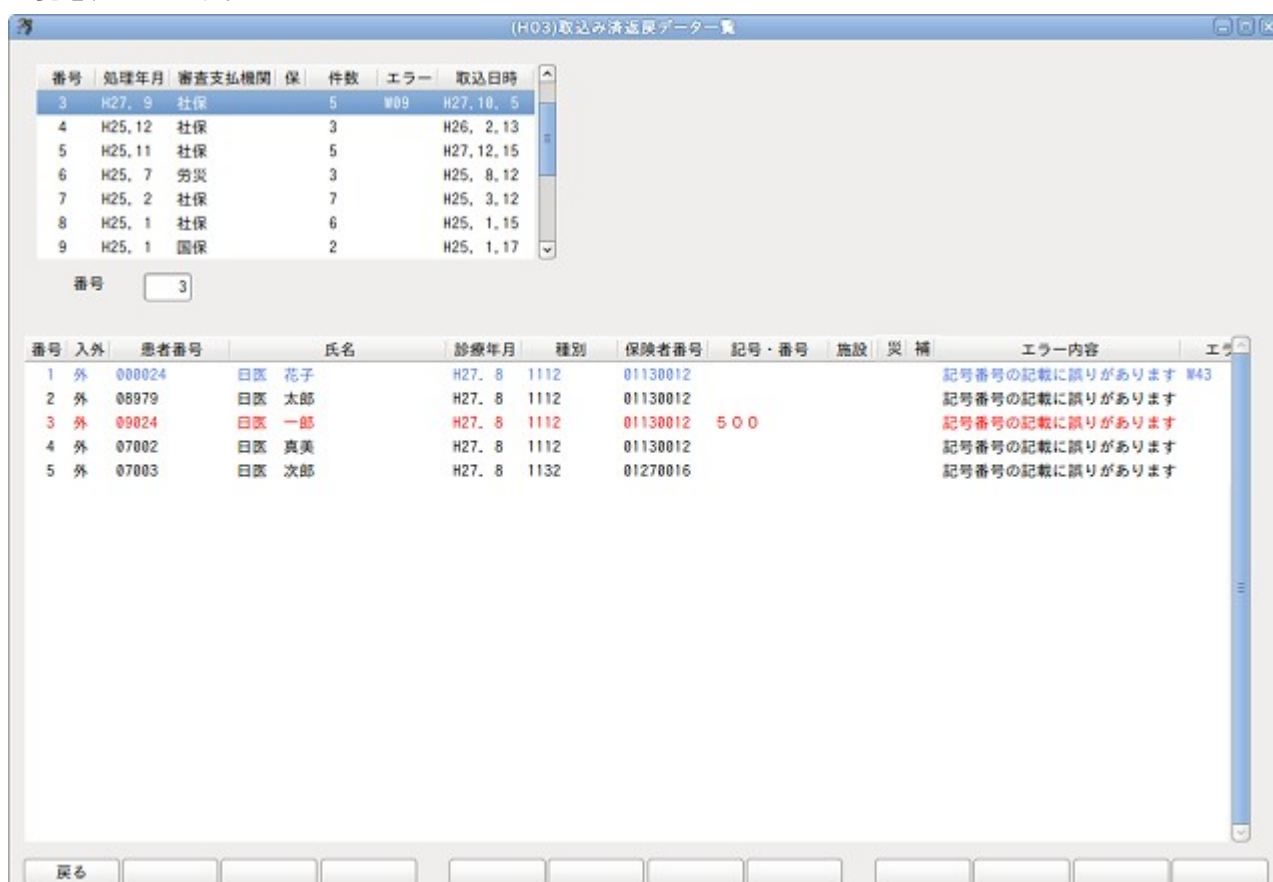 (H03)取込み済返戻データ一覧
番号 処理年月 審査支払機関 保 件数 エラー 取込日時
3 H27. 9 社保 5 W09 H27.10. 5
4 H25.12 社保 3 H26. 2.13
5 H25.11 社保 5 H27.12.15
6 H25. 7 労災 3 H25. 8.12
7 H25. 2 社保 7 H25. 3.12
8 H25. 1 社保 6 H25. 1.15
9 H25. 1 国保 2 H25. 1.17
番号 3
番号 入外 患者番号 氏名 診療年月 種別 保険者番号 記号・番号 施設 災 補 エラー内容 エラ
1 外 000024 日医 花子 H27. 8 1112 01130012 記号番号の記載に誤りがあります W43
2 外 08979 日医 太郎 H27. 8 1112 01130012 記号番号の記載に誤りがあります
3 外 09024 日医 一郎 H27. 8 1112 01130012 500 記号番号の記載に誤りがあります
4 外 07002 日医 真美 H27. 8 1112 01130012 記号番号の記載に誤りがあります
5 外 07003 日医 次郎 H27. 8 1132 01270016 記号番号の記載に誤りがあります
戻る